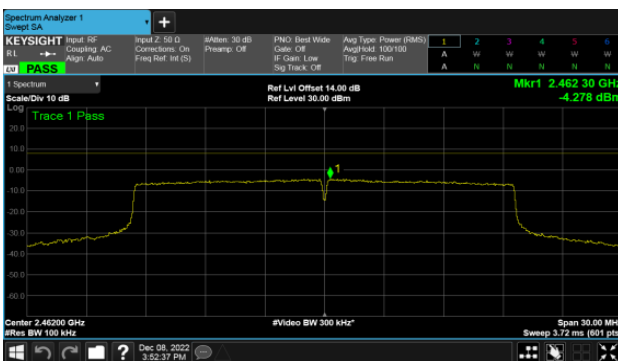 Spectrum Analyzer 1
Swept SA
+
KEYSIGHT Input: RF Input Z: 50 Ω #Atten: 30 dB PNO: Best Wide Avg Type: Power (RMS) 1 2 3 4 5 6
RL Coupling: AC Corrections: On Preamp: Off Gate: Off Avg|Hold: 100/100 A W W W W W
Align: Auto Freq Ref: Int (S) IF Gain: Low Trig: Free Run
LXI PASS Sig Track: Off A N N N N N
1 Spectrum Ref Lvl Offset 14.00 dB Mkr1 2.462 30 GHz
Scale/Div 10 dB Ref Level 30.00 dBm -4.278 dBm
Log
Trace 1 Pass
20.0
10.0
0.00
1
-10.0
-20.0
-30.0
-40.0
-50.0
-60.0
Center 2.46200 GHz #Video BW 300 kHz* Span 30.00 MH
#Res BW 100 kHz Sweep 3.72 ms (601 pts
? Dec 08, 2022
3:52:37 PM